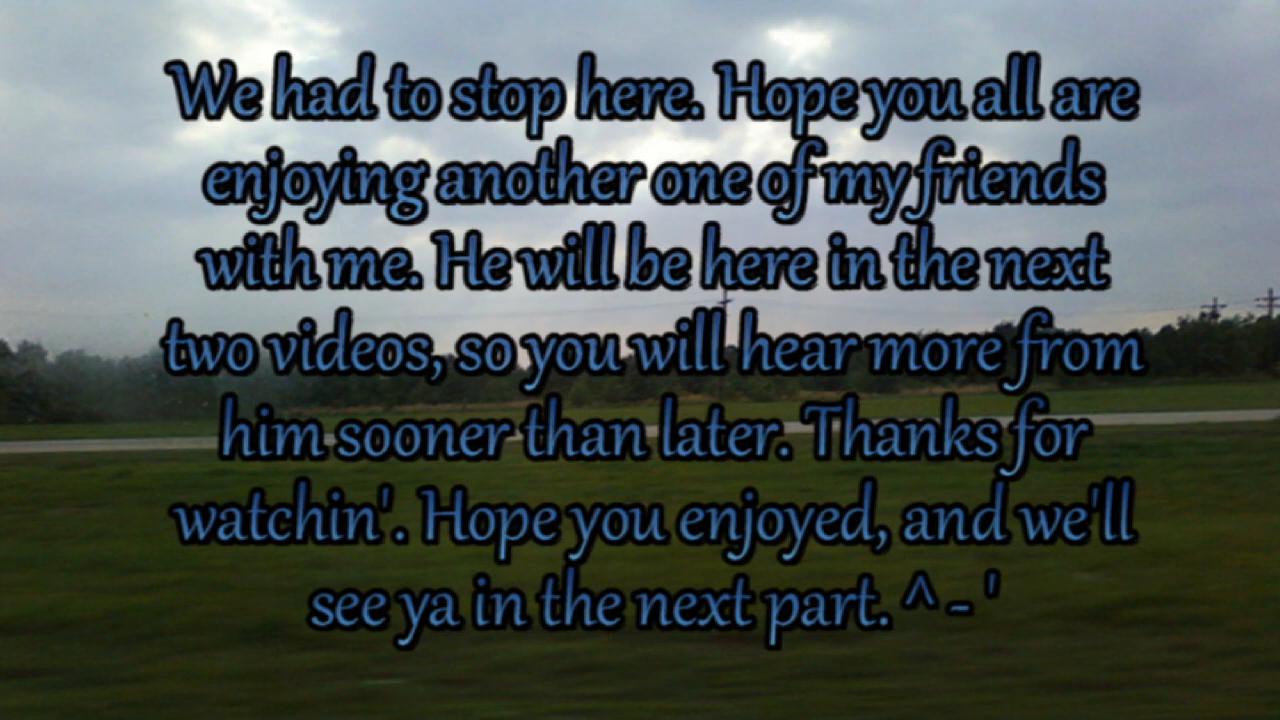 We had to stop here. Hope you all are
enjoying another one of my friends
with me. He will be here in the next
two videos, so you will hear more from
him sooner than later. Thanks for
watchin'. Hope you enjoyed, and we'll
see ya in the next part. ^ - '